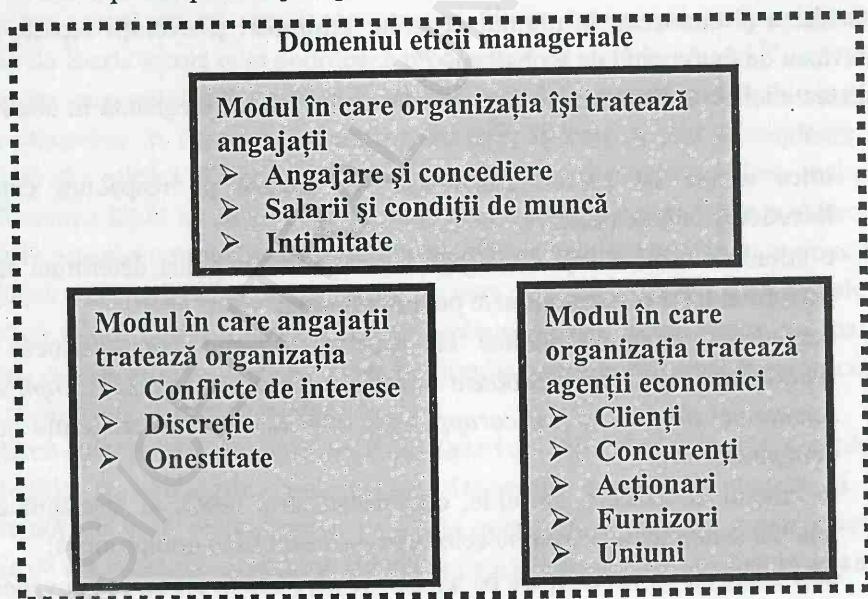 Domeniul eticii manageriale
Modul în care organizația își tratează
angajații
➢ Angajare și concediere
➢ Salarii și condiții de muncă
➢ Intimitate
Modul în care angajații
tratează organizația
➢ Conflicte de interese
➢ Discreție
➢ Onestitate
Modul în care
organizația tratează
agenții economici
➢ Clienți
➢ Concurenți
➢ Acționari
➢ Furnizori
➢ Uniuni